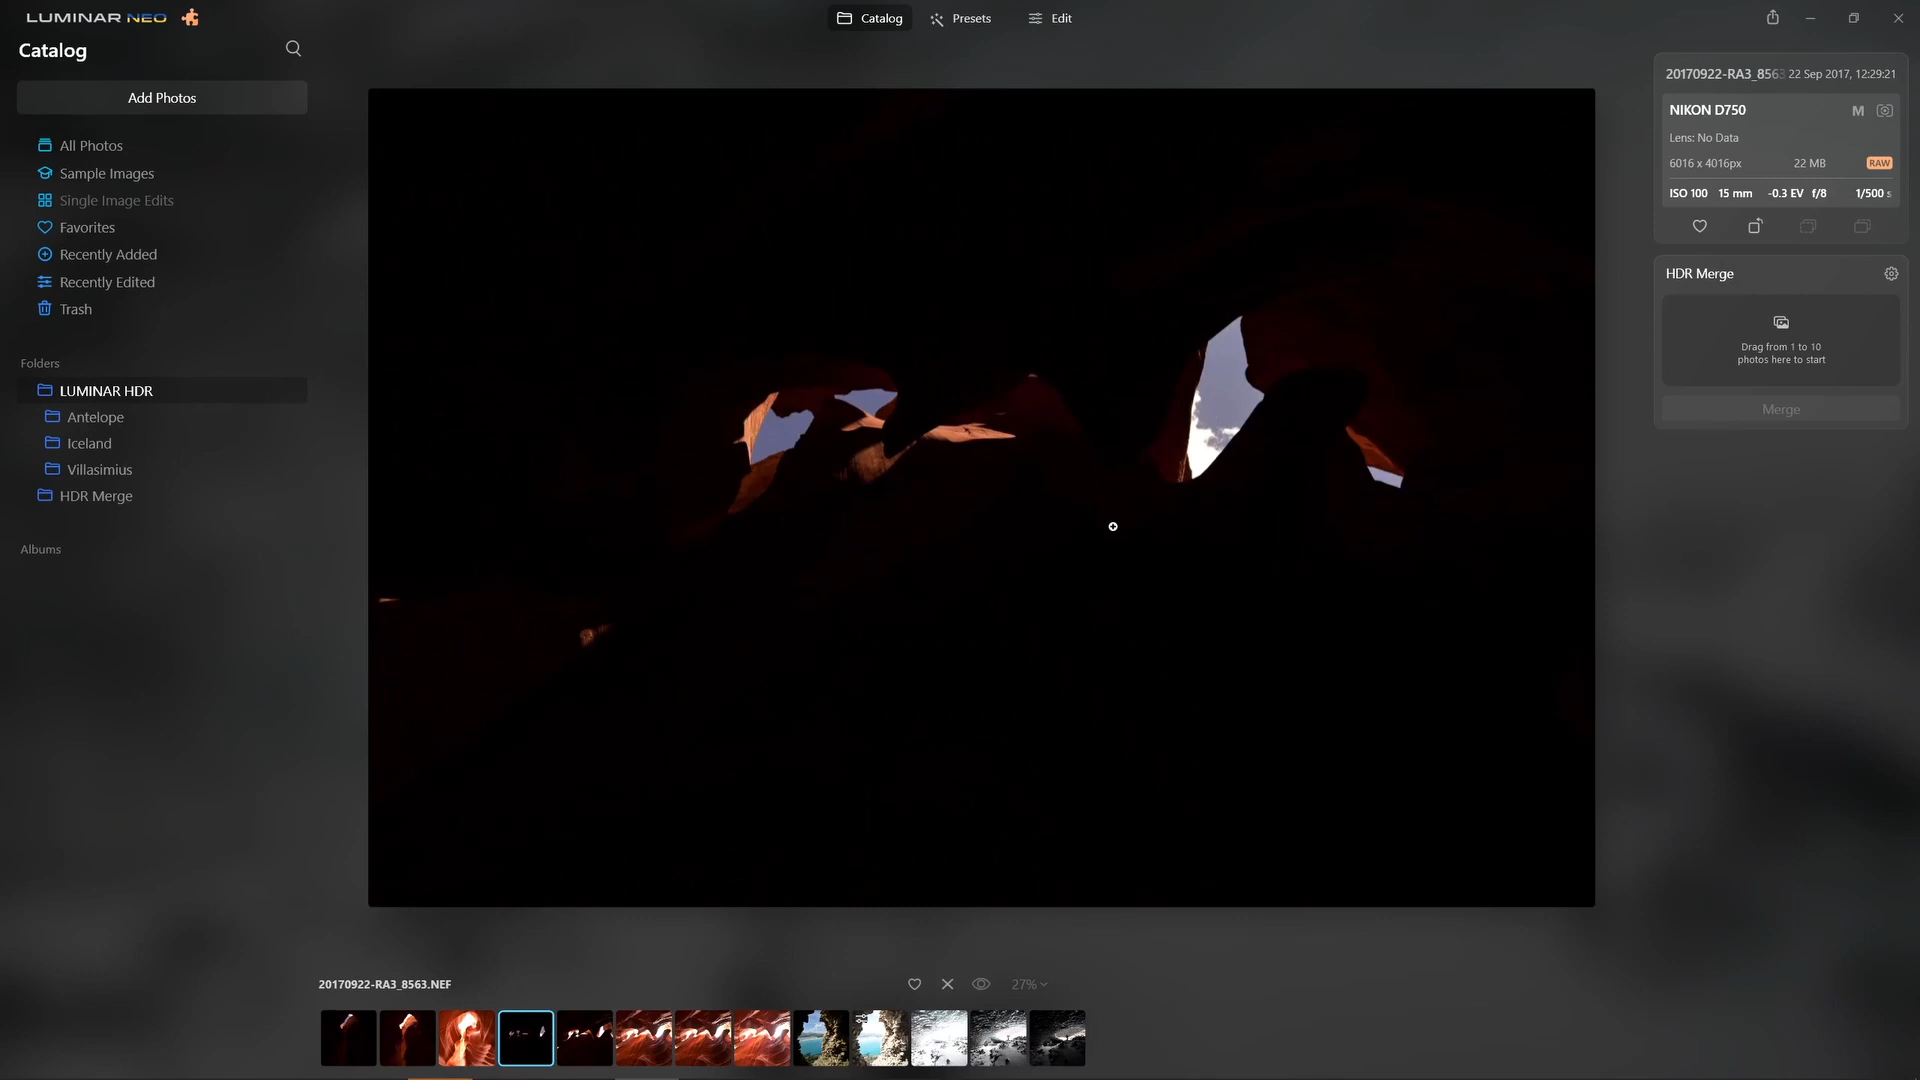 LUMINAR NEO
Catalog
Presets
Edit
Catalog
Add Photos
All Photos
Sample Images
Single Image Edits
Favorites
Recently Added
Recently Edited
Trash
Folders
LUMINAR HDR
Antelope
Iceland
Villasimius
HDR Merge
Albums
20170922-RA3_8563 22 Sep 2017, 12:29:21
NIKON D750 M
Lens: No Data
6016 x 4016px 22 MB RAW
ISO 100 15 mm -0.3 EV f/8 1/500 s
HDR Merge
Drag from 1 to 10
photos here to start
Merge
20170922-RA3_8563.NEF
27%